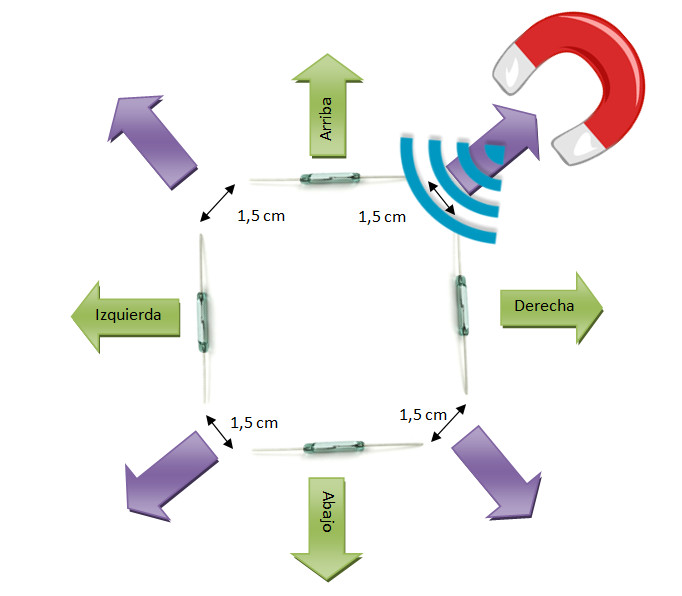 Arriba
1,5 cm
1,5 cm
Izquierda
Derecha
1,5 cm
1,5 cm
Abajo